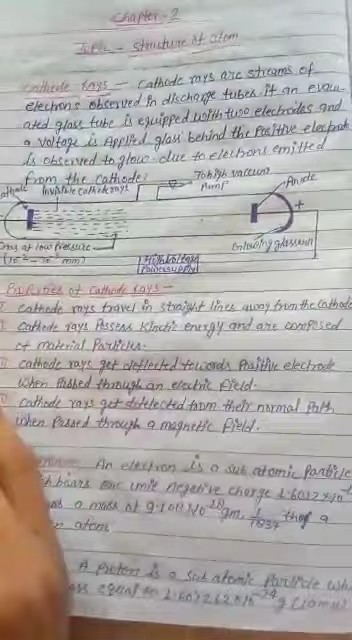 Chapter-2
Topic - Structure of atom
Cathode Rays - Cathode rays are streams of
electrons observed in discharge tubes. If an evacu
ated glass tube is equipped with two electrodes and
a voltage is Applied, glass behind the Positive electrode
is observed to glow due to electrons emitted
from the cathode.
Cathode Invisible cathode rays To high vacuum Pump Anode
+
Gas at low pressure Glowing glass
mm) High voltage
Power supply
Properties of cathode Rays -
cathode rays travel in straight lines away from the cathode
cathode rays Possess kinetic energy and are composed
of material Particles.
cathode rays get deflected towards Positive electrode
when Passed through an electric field.
cathode rays get deflected from their normal Path
when Passed through a magnetic field.
An electron is a sub atomic Particle
one unit negative charge
a mass of gm, 1/1837 of a
atom
A Proton is a sub atomic Particle
equal to g (1amu)